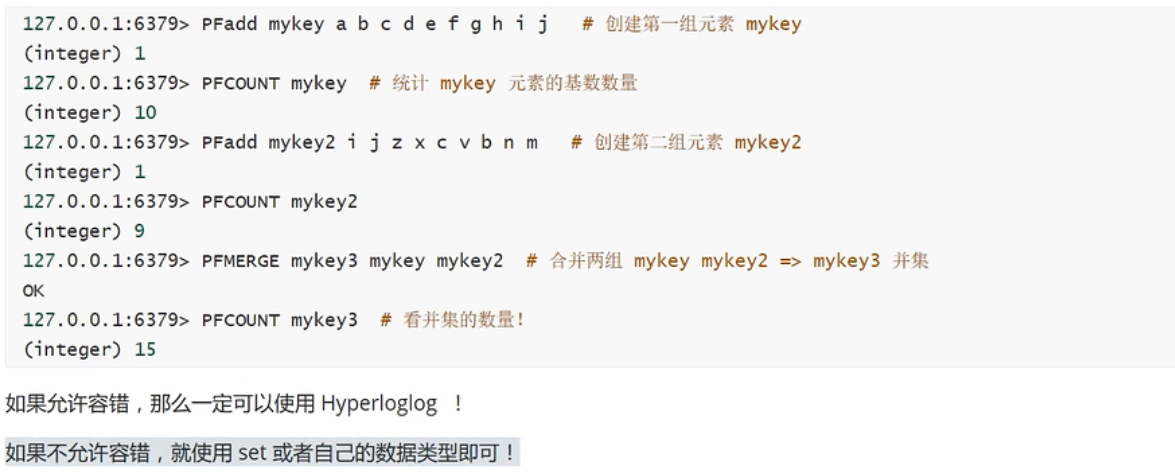 127.0.0.1:6379> PFadd mykey a b c d e f g h i j # 创建第一组元素 mykey
(integer) 1
127.0.0.1:6379> PFCOUNT mykey # 统计 mykey 元素的基数数量
(integer) 10
127.0.0.1:6379> PFadd mykey2 i j z x c v b n m # 创建第二组元素 mykey2
(integer) 1
127.0.0.1:6379> PFCOUNT mykey2
(integer) 9
127.0.0.1:6379> PFMERGE mykey3 mykey mykey2 # 合并两组 mykey mykey2 => mykey3 并集
OK
127.0.0.1:6379> PFCOUNT mykey3 # 看并集的数量！
(integer) 15
如果允许容错，那么一定可以使用 Hyperloglog ！
如果不允许容错，就使用 set 或者自己的数据类型即可！